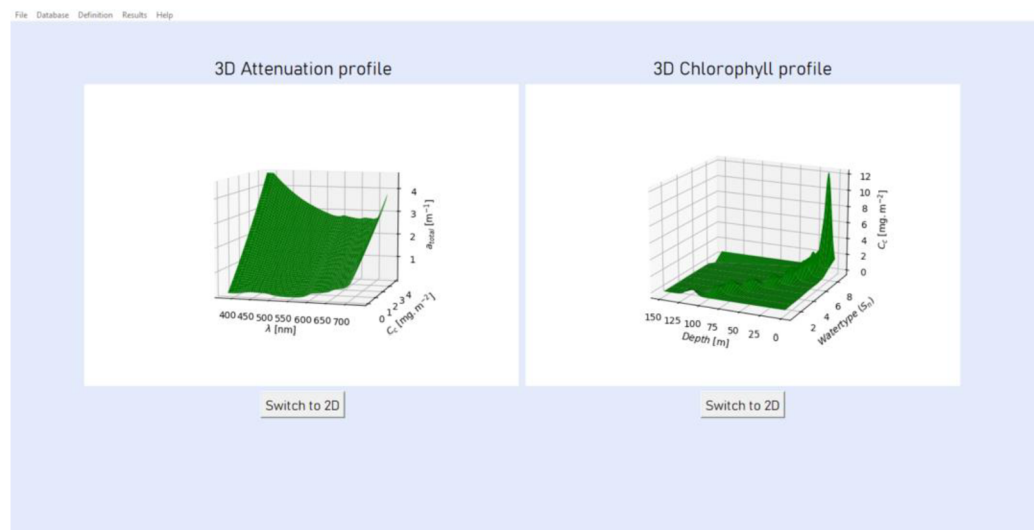 File Database Definition Results Help
3D Attenuation profile
4
3
2
1
a_total [m⁻¹]
400 450 500 550 600 650 700
λ [nm]
0 1 2 3 4
C_c [mg. m⁻²]
Switch to 2D
3D Chlorophyll profile
12
10
8
6
4
2
0
C_c [mg. m⁻²]
150 125 100 75 50 25 0
Depth [m]
2 4 6 8
Watertype (S_n)
Switch to 2D